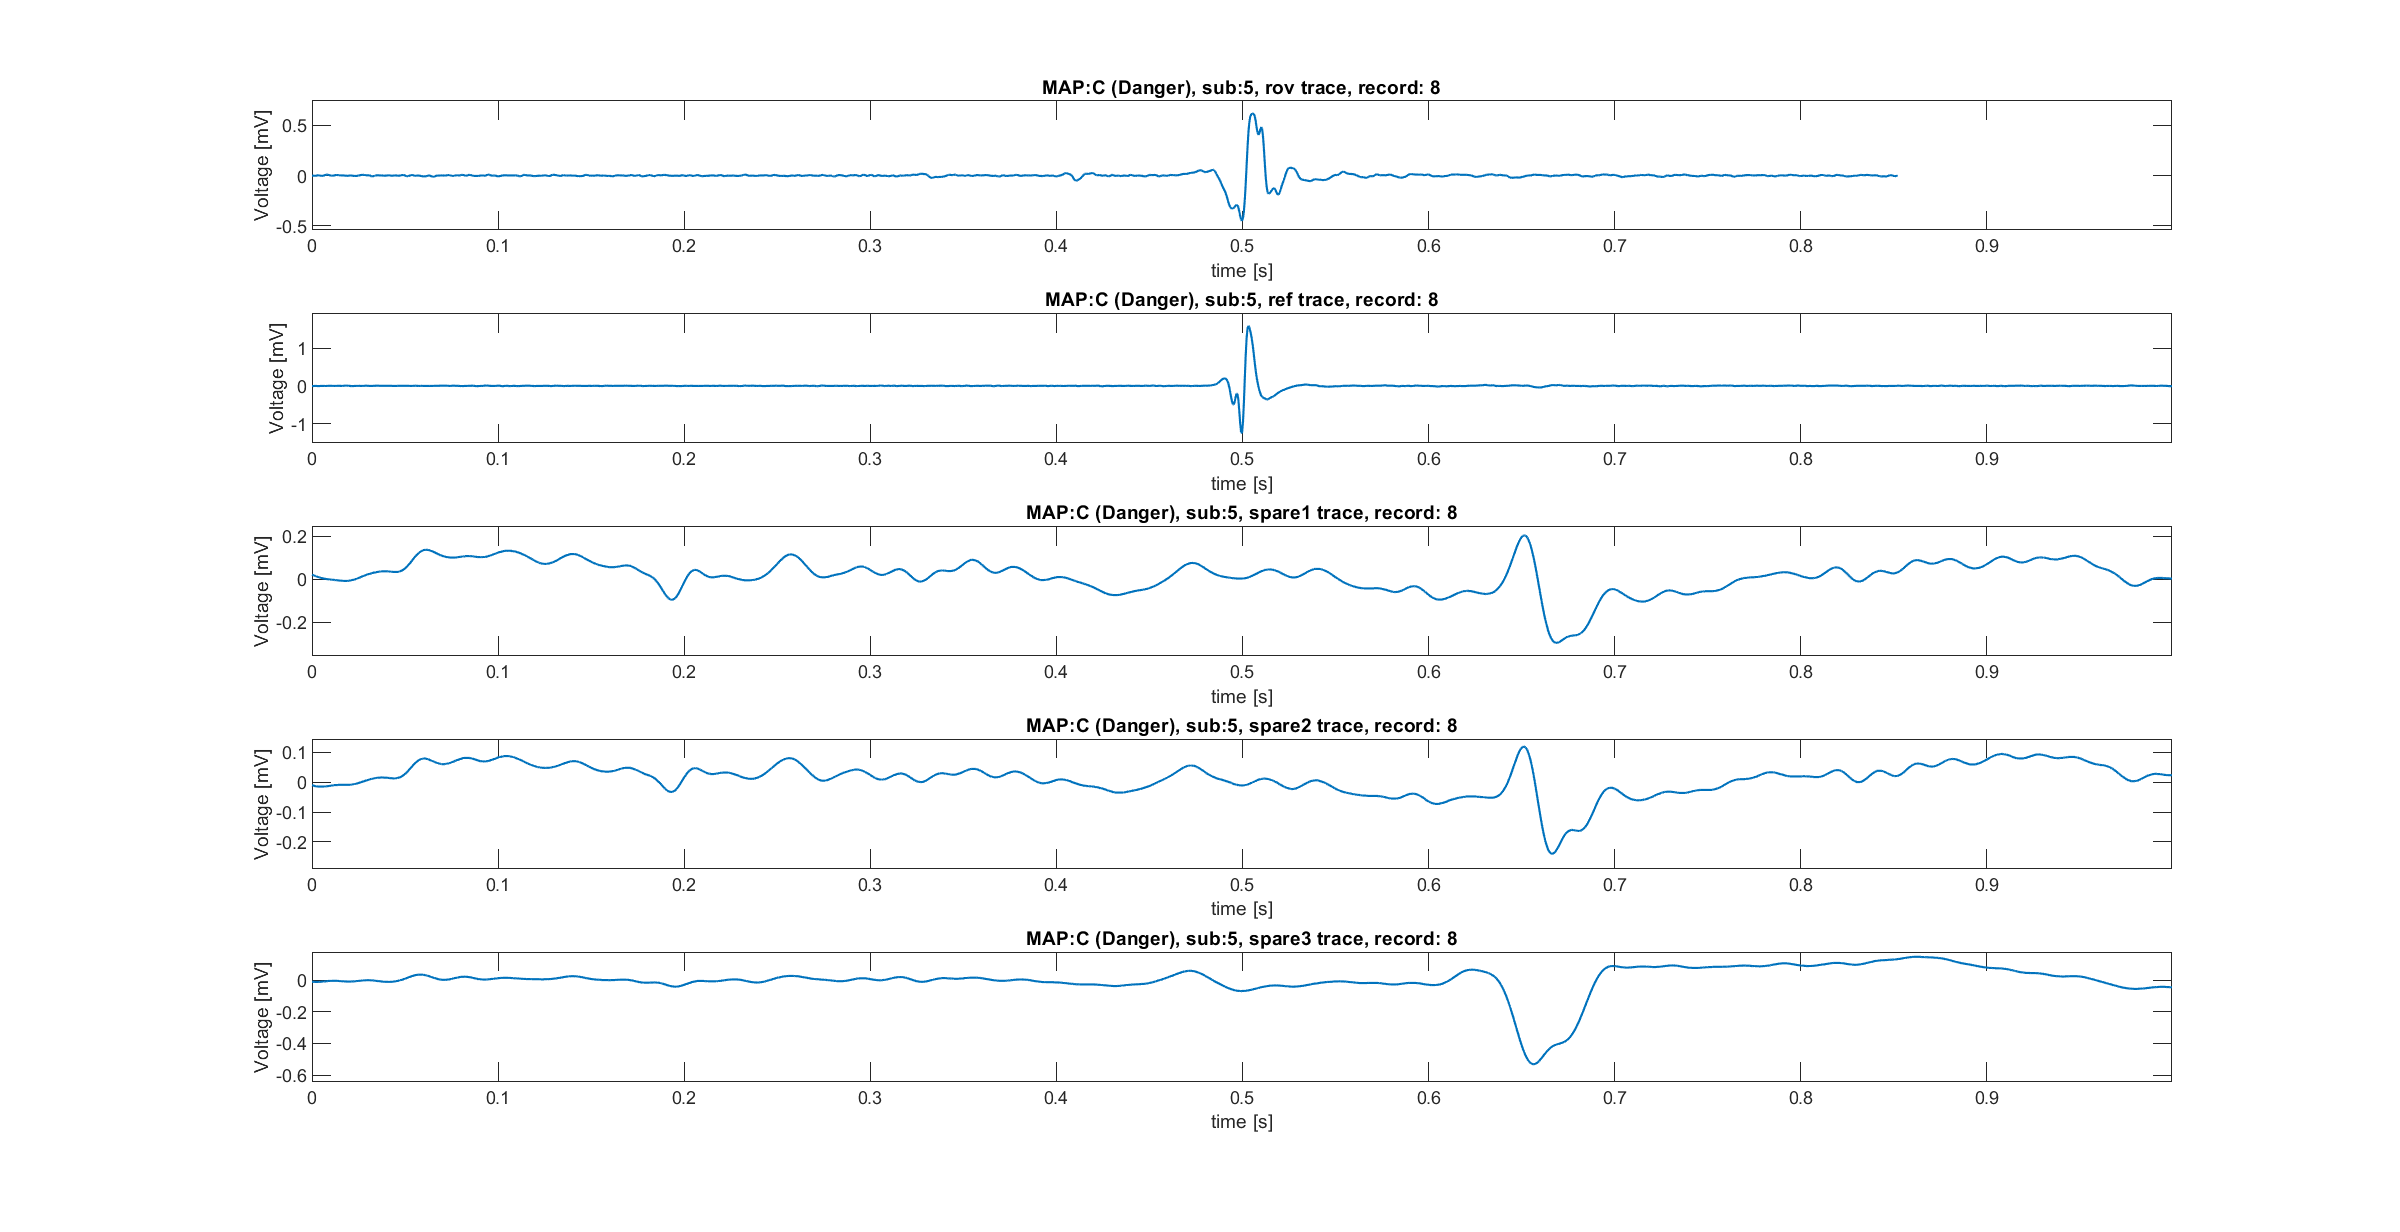 MAP:C (Danger), sub:5, rov trace, record: 8
Voltage [mV]
0.5
0
-0.5
0 0.1 0.2 0.3 0.4 0.5 0.6 0.7 0.8 0.9
time [s]
MAP:C (Danger), sub:5, ref trace, record: 8
Voltage [mV]
1
0
-1
0 0.1 0.2 0.3 0.4 0.5 0.6 0.7 0.8 0.9
time [s]
MAP:C (Danger), sub:5, spare1 trace, record: 8
Voltage [mV]
0.2
0
-0.2
0 0.1 0.2 0.3 0.4 0.5 0.6 0.7 0.8 0.9
time [s]
MAP:C (Danger), sub:5, spare2 trace, record: 8
Voltage [mV]
0.1
0
-0.1
-0.2
0 0.1 0.2 0.3 0.4 0.5 0.6 0.7 0.8 0.9
time [s]
MAP:C (Danger), sub:5, spare3 trace, record: 8
Voltage [mV]
0
-0.2
-0.4
-0.6
0 0.1 0.2 0.3 0.4 0.5 0.6 0.7 0.8 0.9
time [s]